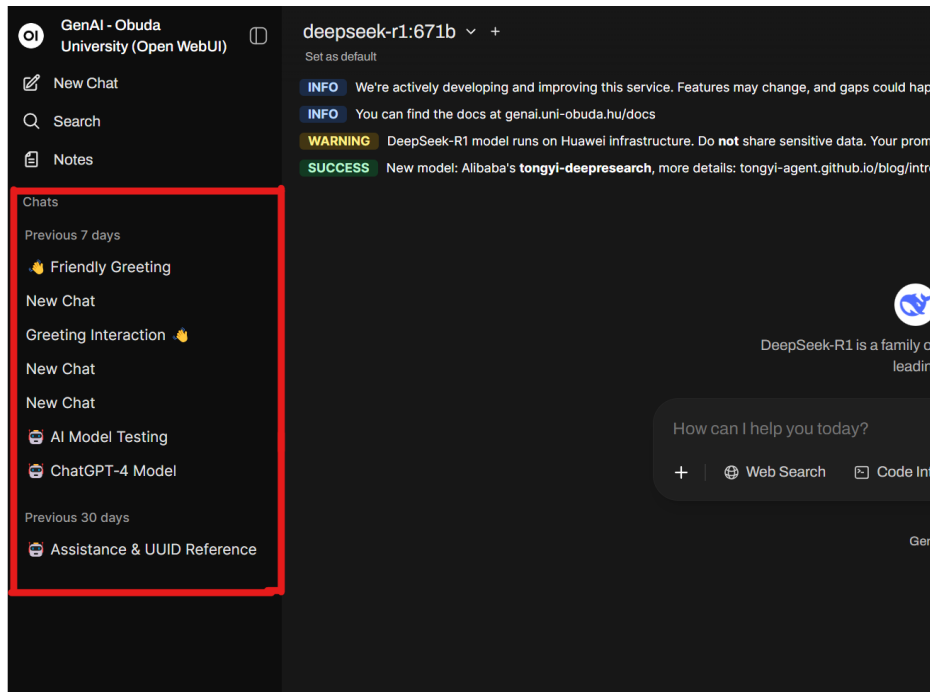 GenAI - Obuda
University (Open WebUI)
New Chat
Search
Notes
Chats
Previous 7 days
👋 Friendly Greeting
New Chat
Greeting Interaction 👋
New Chat
New Chat
🤖 AI Model Testing
🤖 ChatGPT-4 Model
Previous 30 days
🤖 Assistance & UUID Reference
deepseek-r1:671b
Set as default
INFO We're actively developing and improving this service. Features may change, and gaps could hap
INFO You can find the docs at genai.uni-obuda.hu/docs
WARNING DeepSeek-R1 model runs on Huawei infrastructure. Do not share sensitive data. Your prom
SUCCESS New model: Alibaba's tongyi-deepresearch, more details: tongyi-agent.github.io/blog/intr
DeepSeek-R1 is a family o
leadin
How can I help you today?
Web Search Code Int
Ger